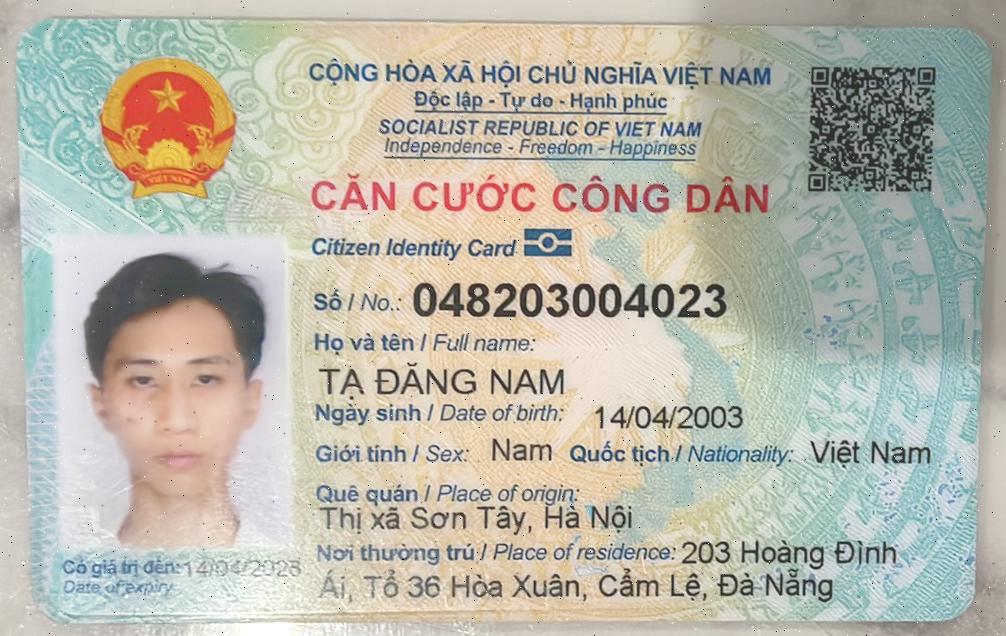 CỘNG HÒA XÃ HỘI CHỦ NGHĨA VIỆT NAM
Độc lập - Tự do - Hạnh phúc
SOCIALIST REPUBLIC OF VIET NAM
Independence - Freedom - Happiness
CĂN CƯỚC CÔNG DÂN
Citizen Identity Card
Số / No.: 048203004023
Họ và tên / Full name:
TẠ ĐĂNG NAM
Ngày sinh / Date of birth: 14/04/2003
Giới tính / Sex: Nam Quốc tịch / Nationality: Việt Nam
Quê quán / Place of origin:
Thị xã Sơn Tây, Hà Nội
Nơi thường trú / Place of residence: 203 Hoàng Đình
Ái, Tổ 36 Hòa Xuân, Cẩm Lệ, Đà Nẵng
Có giá trị đến: 14/04/2028
Date of expiry
VIỆT NAM